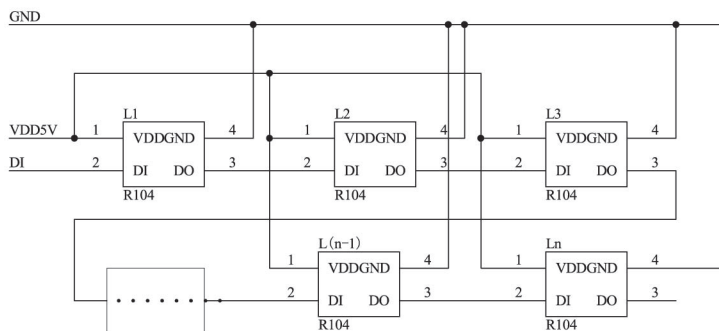 GND
L1 L2 L3
VDD5V 1 VDDGND 4 1 VDDGND 4 1 VDDGND 4
DI 2 DI DO 3 2 DI DO 3 2 DI DO 3
R104 R104 R104
L(n-1) Ln
1 VDDGND 4 1 VDDGND 4
2 DI DO 3 2 DI DO 3
R104 R104